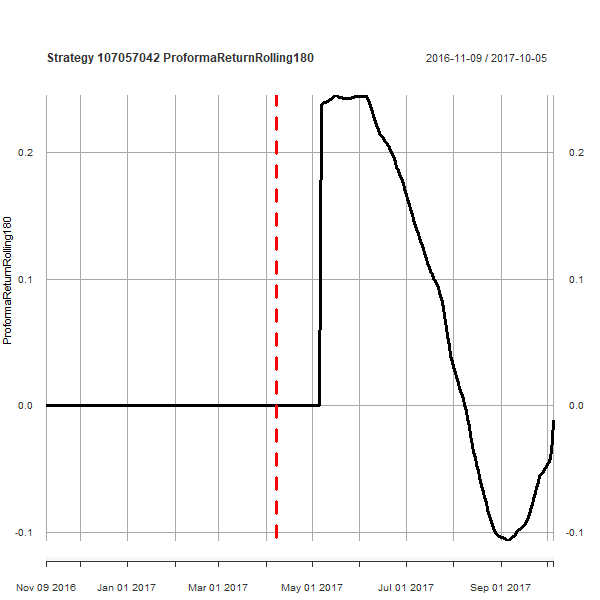 Strategy 107057042 ProformaReturnRolling180
2016-11-09 / 2017-10-05
ProformaReturnRolling180
0.2
0.1
0.0
-0.1
0.2
0.1
0.0
-0.1
Nov 09 2016
Jan 01 2017
Mar 01 2017
May 01 2017
Jul 01 2017
Sep 01 2017